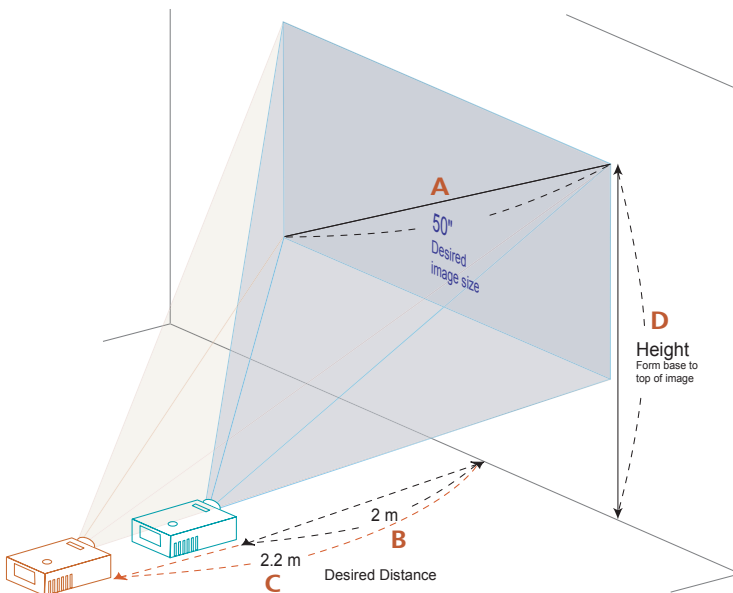 A
50"
Desired
image size
D
Height
Form base to
top of image
2 m
B
2.2 m
C
Desired Distance